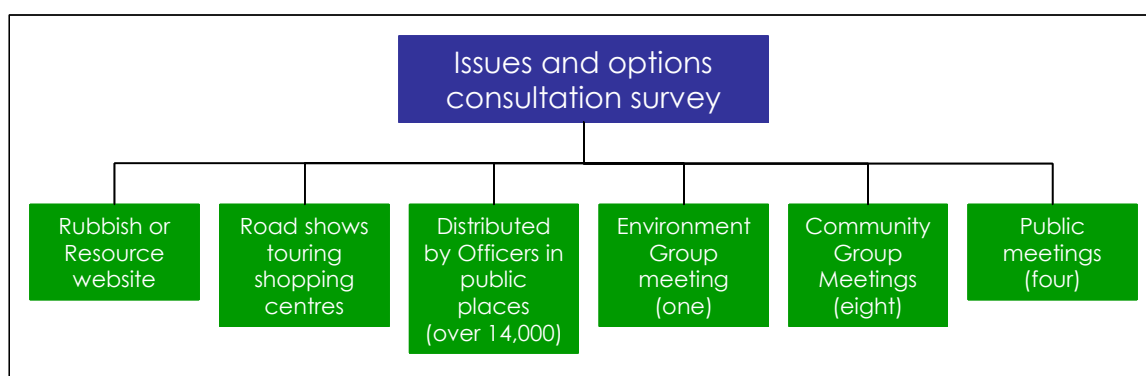 Issues and options
consultation survey
Rubbish or
Resource
website
Road shows
touring
shopping
centres
Distributed
by Officers in
public
places
(over 14,000)
Environment
Group
meeting
(one)
Community
Group
Meetings
(eight)
Public
meetings
(four)